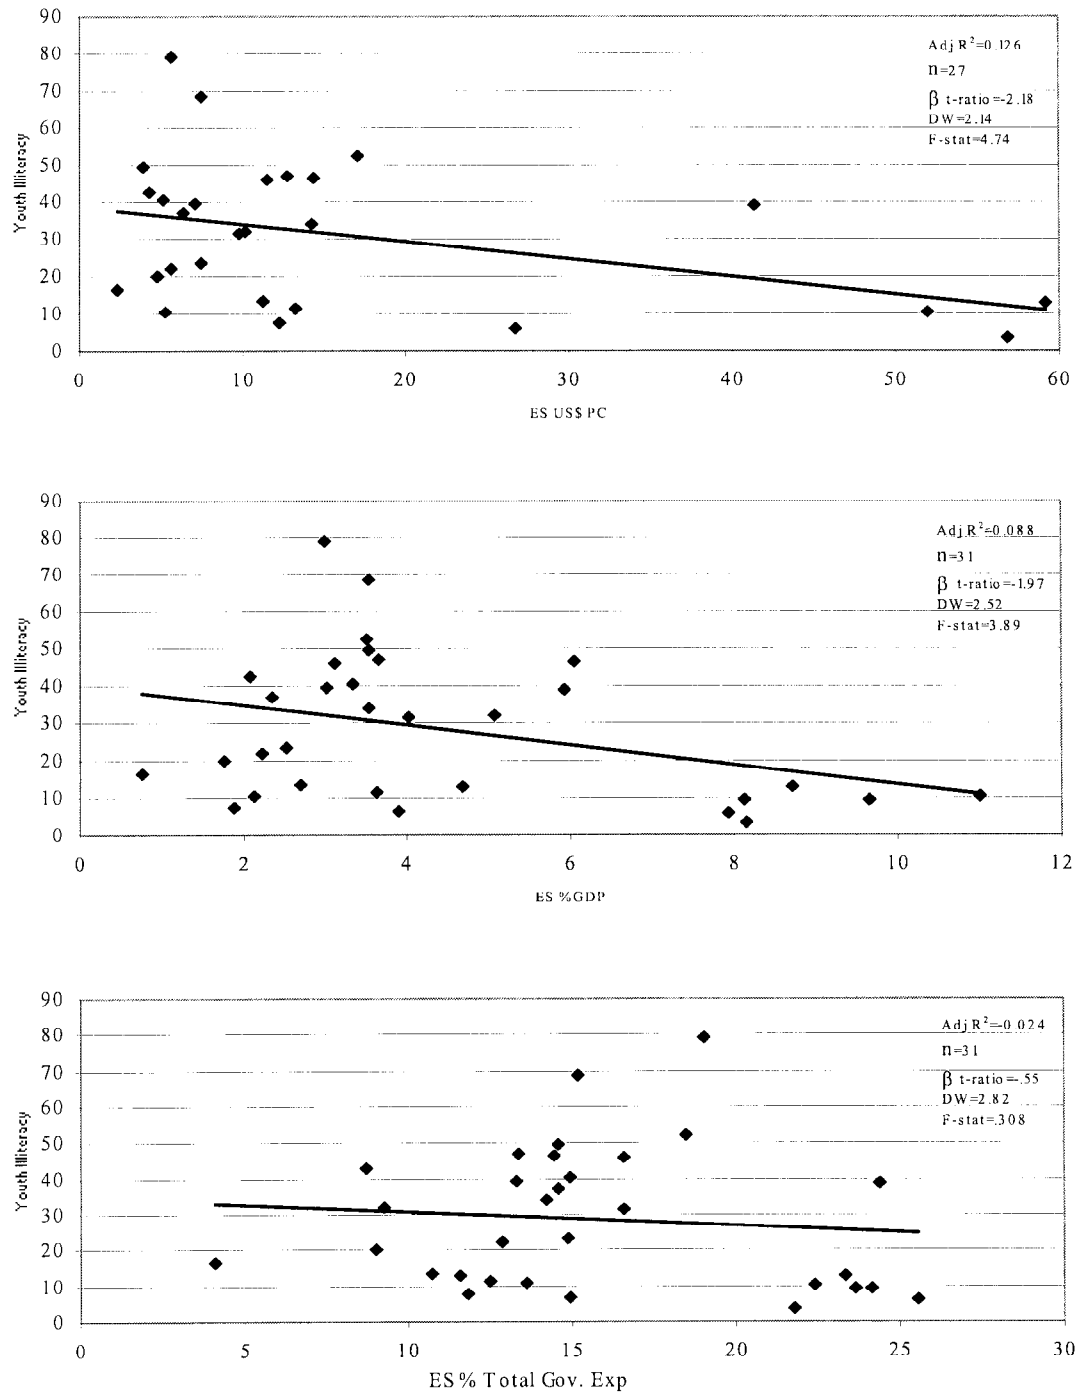 90
80
70
60
50
40
30
20
10
0
Youth Illiteracy
Adj R²=0.126
n=27
β t-ratio=-2.18
DW=2.14
F-stat=4.74
0 10 20 30 40 50 60
ES US$ PC
90
80
70
60
50
40
30
20
10
0
Youth Illiteracy
Adj R²=0.088
n=31
β t-ratio=-1.97
DW=2.52
F-stat=3.89
0 2 4 6 8 10 12
ES %GDP
90
80
70
60
50
40
30
20
10
0
Youth Illiteracy
Adj R²=-0.024
n=31
β t-ratio=-.55
DW=2.82
F-stat=.308
0 5 10 15 20 25 30
ES % Total Gov. Exp